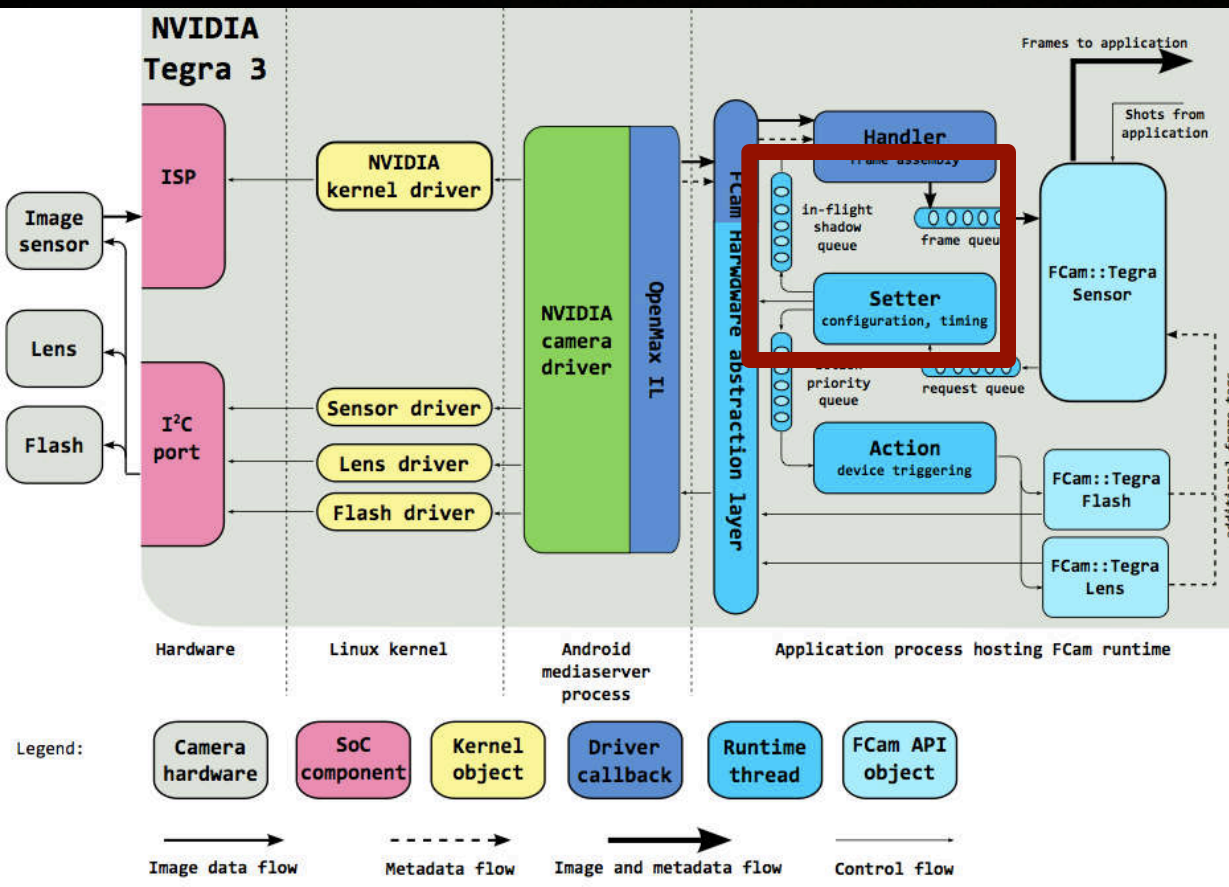 NVIDIA
Tegra 3
Frames to application
Shots from
application
Handler
frame assembly
ISP
NVIDIA
kernel driver
Image
sensor
in-flight
shadow
queue
frame queu
FCam::Tegra
Sensor
Setter
configuration, timing
FCam Harwdware abstraction layer
NVIDIA
camera
driver
OpenMax IL
Lens
priority
queue
request queue
Sensor driver
I²C
port
Flash
Lens driver
Action
device triggering
FCam::Tegra
Flash
Flash driver
FCam::Tegra
Lens
Hardware
Linux kernel
Android
mediaserver
process
Application process hosting FCam runtime
Legend:
Camera
hardware
SoC
component
Kernel
object
Driver
callback
Runtime
thread
FCam API
object
Image data flow
Metadata flow
Image and metadata flow
Control flow